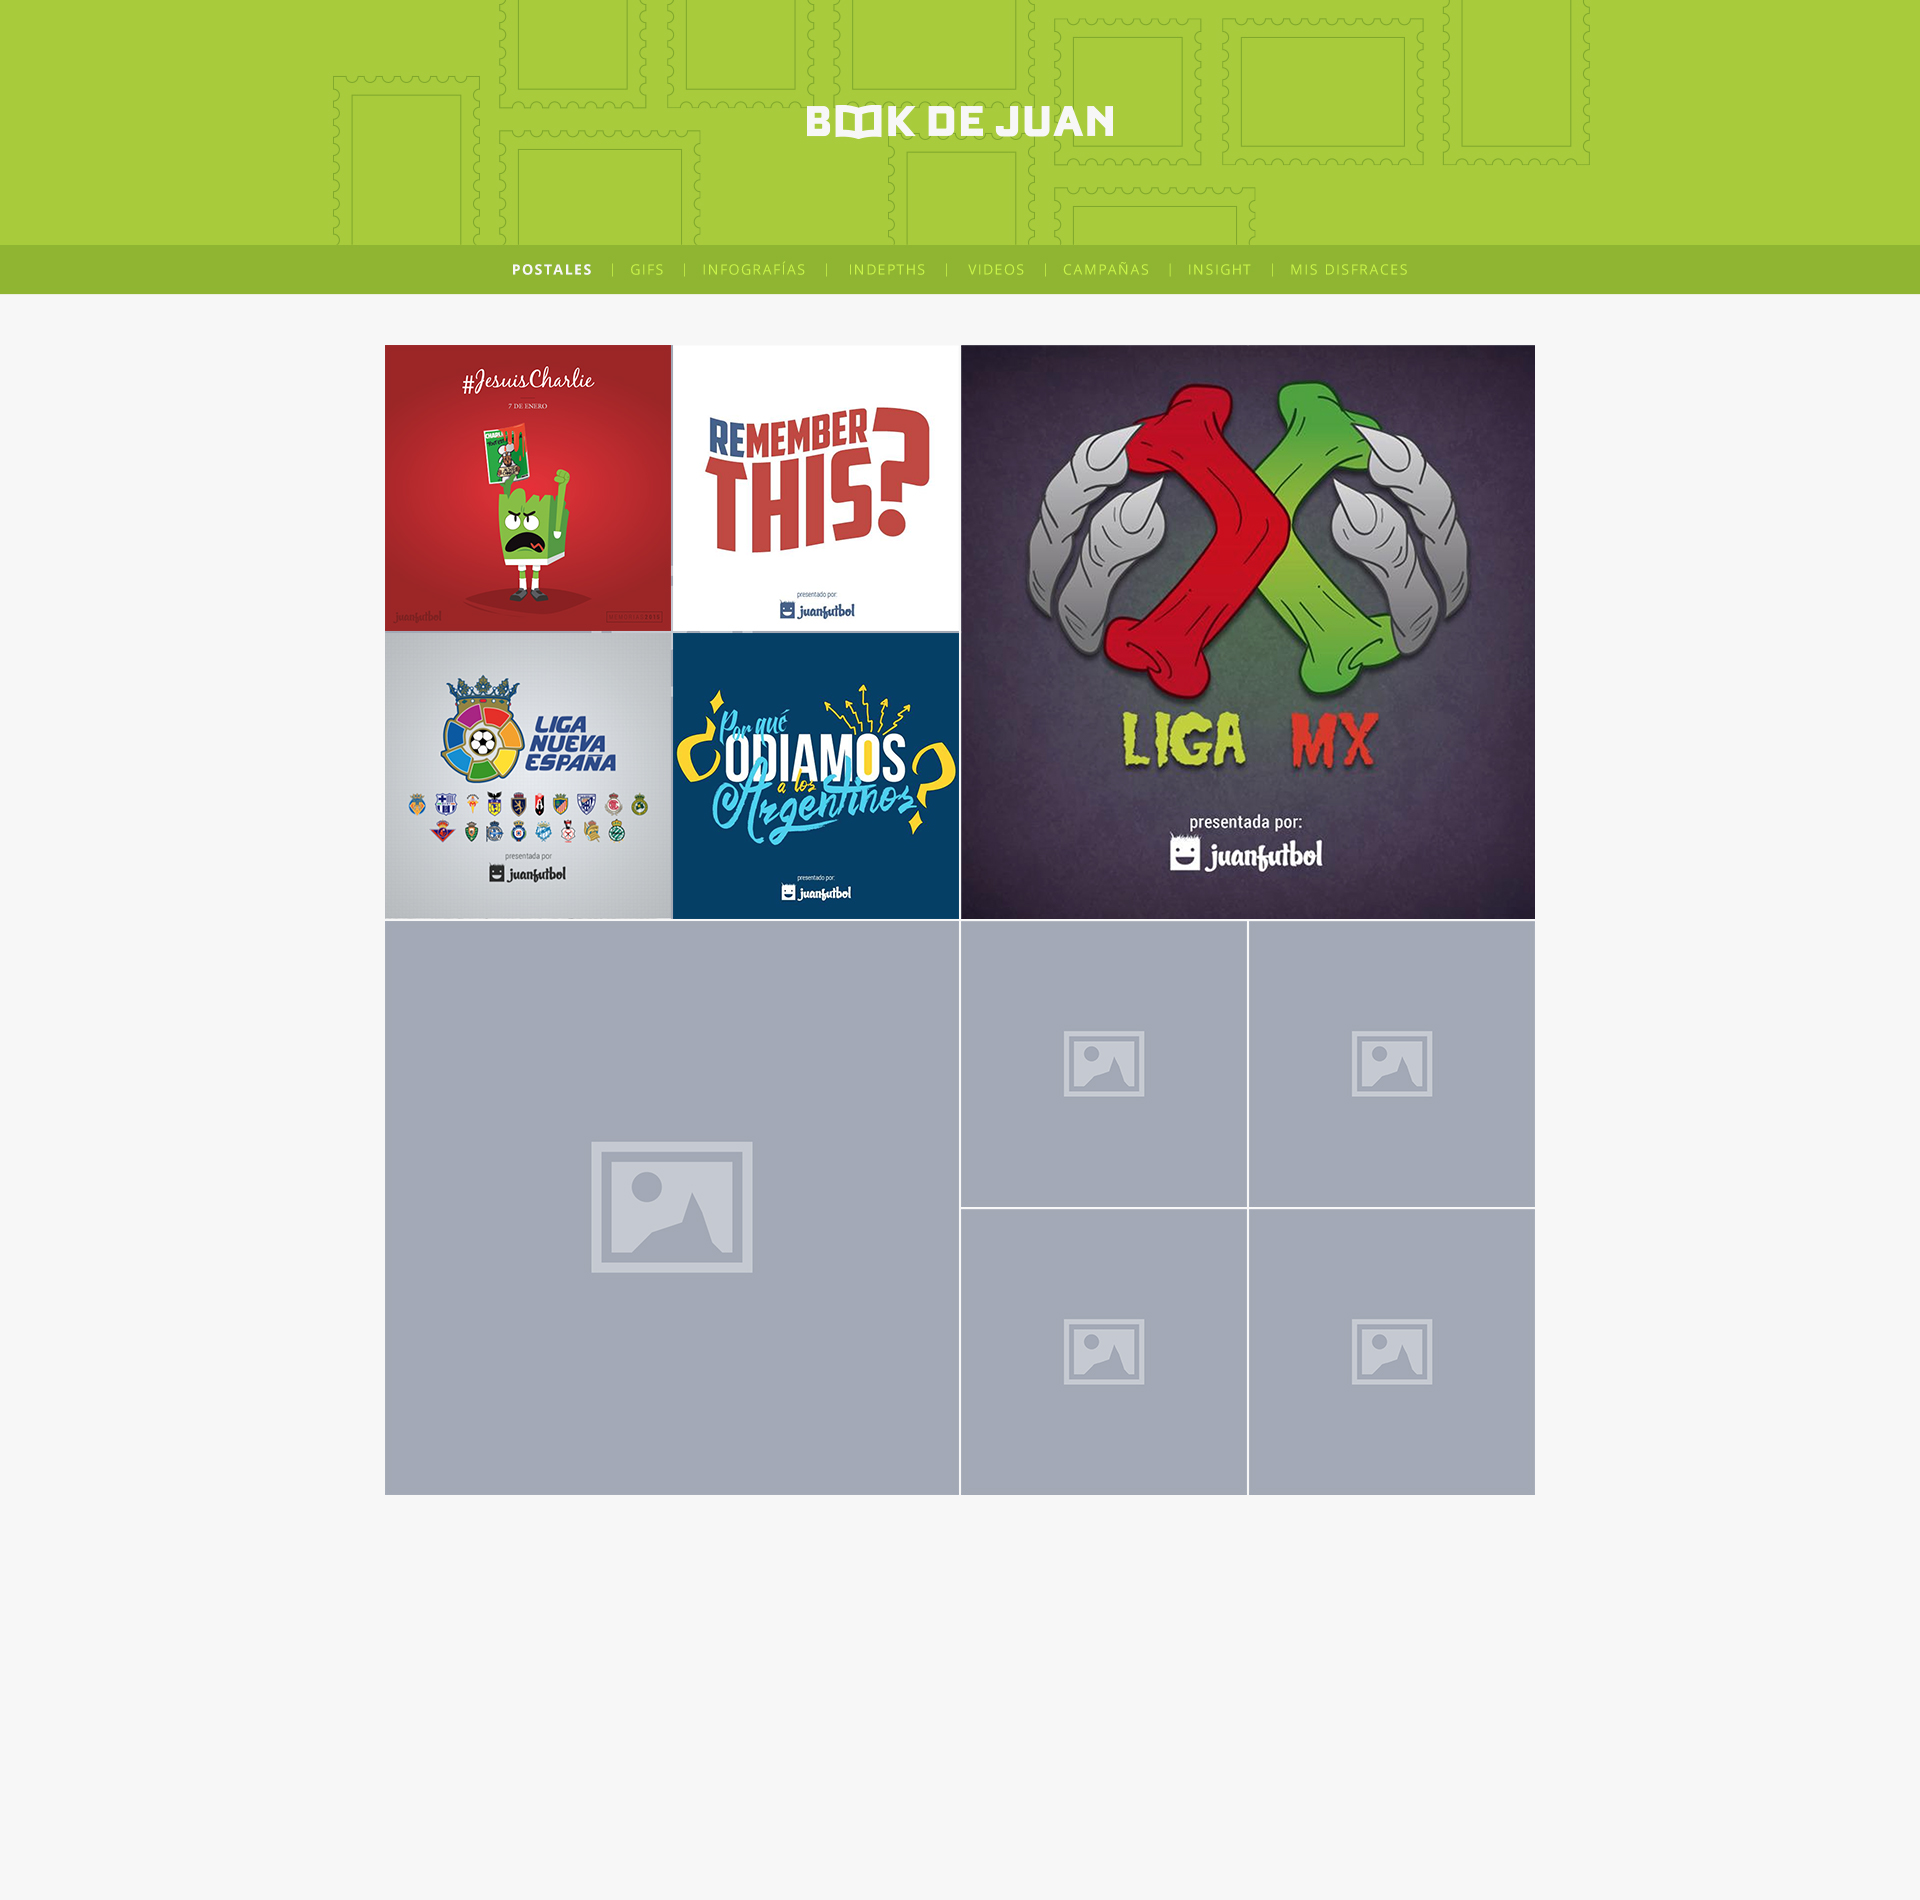 BOOK DE JUAN
POSTALES | GIFS | INFOGRAFÍAS | INDEPTHS | VIDEOS | CAMPAÑAS | INSIGHT | MIS DISFRACES
#JesuisCharlie
7 DE ENERO
juanfutbol
REMEMBER
THIS?
presentado por:
juanfutbol
LIGA MX
presentada por:
juanfutbol
LIGA
NUEVA
ESPAÑA
presentada por
juanfutbol
¿Por qué
ODIAMOS
a los
Argentinos?
presentado por:
juanfutbol